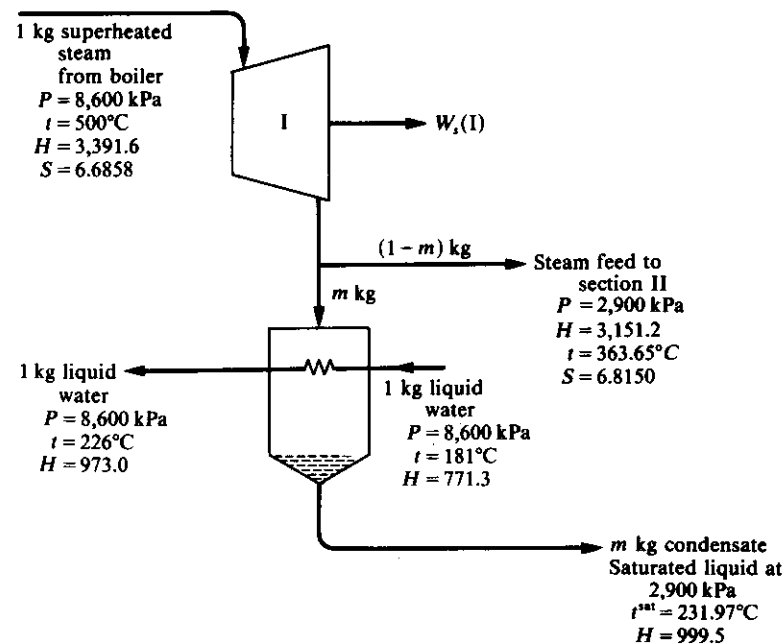 1 kg superheated
steam
from boiler
P = 8,600 kPa
t = 500°C
H = 3,391.6
S = 6.6858
I
Wₛ(I)
(1 − m) kg
Steam feed to
section II
P = 2,900 kPa
H = 3,151.2
t = 363.65°C
S = 6.8150
m kg
1 kg liquid
water
P = 8,600 kPa
t = 226°C
H = 973.0
1 kg liquid
water
P = 8,600 kPa
t = 181°C
H = 771.3
m kg condensate
Saturated liquid at
2,900 kPa
tˢᵃᵗ = 231.97°C
H = 999.5